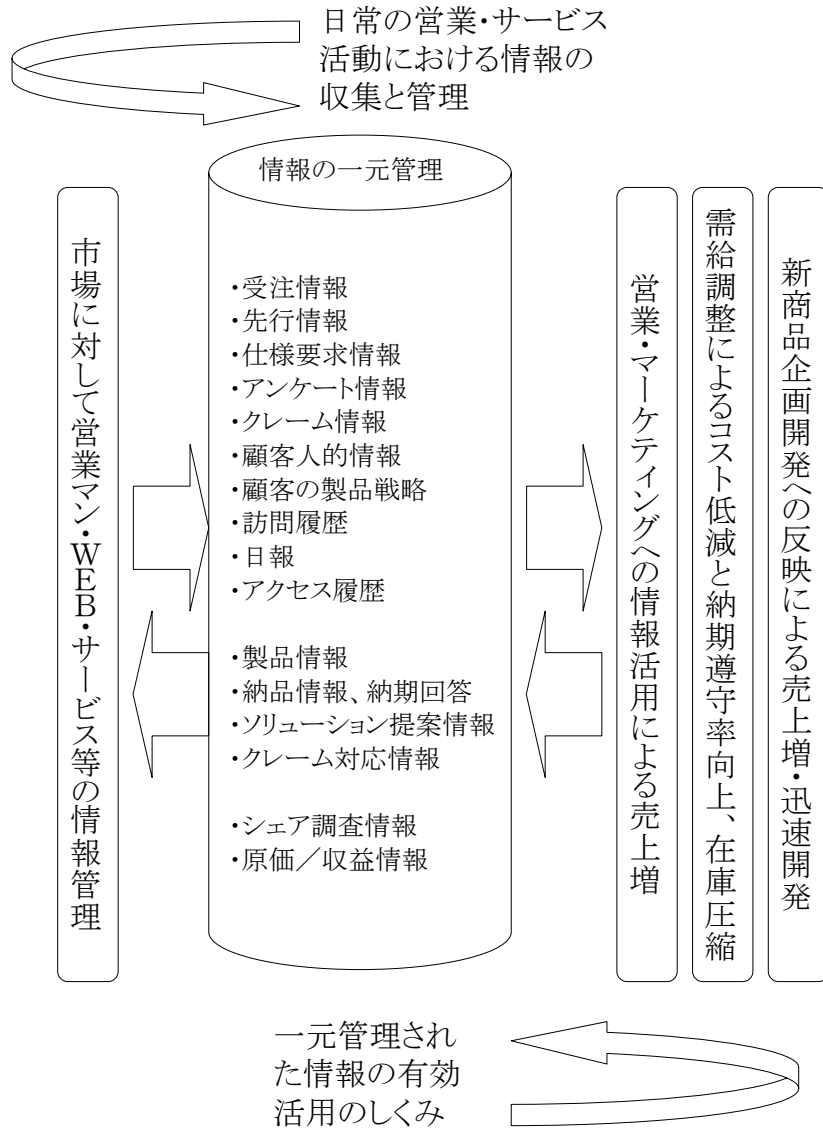 日常の営業・サービス
活動における情報の
収集と管理
情報の一元管理
市場に対して営業マン・WEB・サービス等の情報管理
・受注情報
・先行情報
・仕様要求情報
・アンケート情報
・クレーム情報
・顧客人的情報
・顧客の製品戦略
・訪問履歴
・日報
・アクセス履歴
・製品情報
・納品情報、納期回答
・ソリューション提案情報
・クレーム対応情報
・シェア調査情報
・原価／収益情報
営業・マーケティングへの情報活用による売上増
需給調整によるコスト低減と納期遵守率向上、在庫圧縮
新商品企画開発への反映による売上増・迅速開発
一元管理され
た情報の有効
活用のしくみ